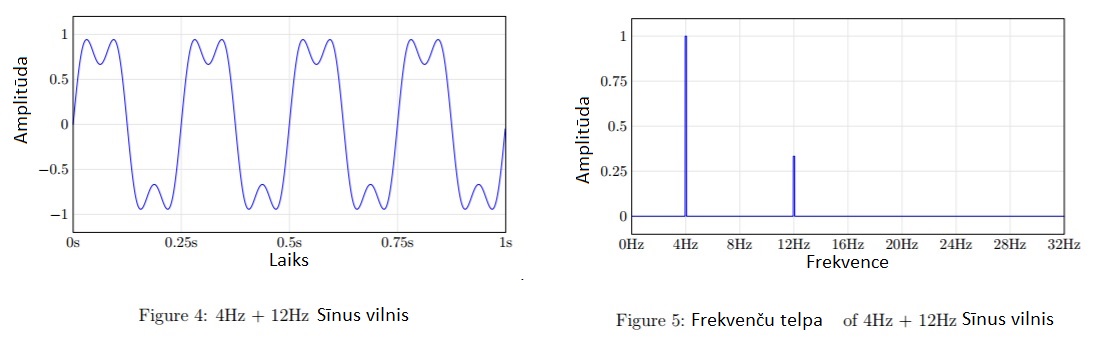 Amplitūda
1
0.5
0
−0.5
−1
0s 0.25s 0.5s 0.75s 1s
Laiks
Figure 4: 4Hz + 12Hz Sīnus vilnis
Amplitūda
1
0.75
0.5
0.25
0
0Hz 4Hz 8Hz 12Hz 16Hz 20Hz 24Hz 28Hz 32Hz
Frekvence
Figure 5: Frekvenču telpa of 4Hz + 12Hz Sīnus vilnis